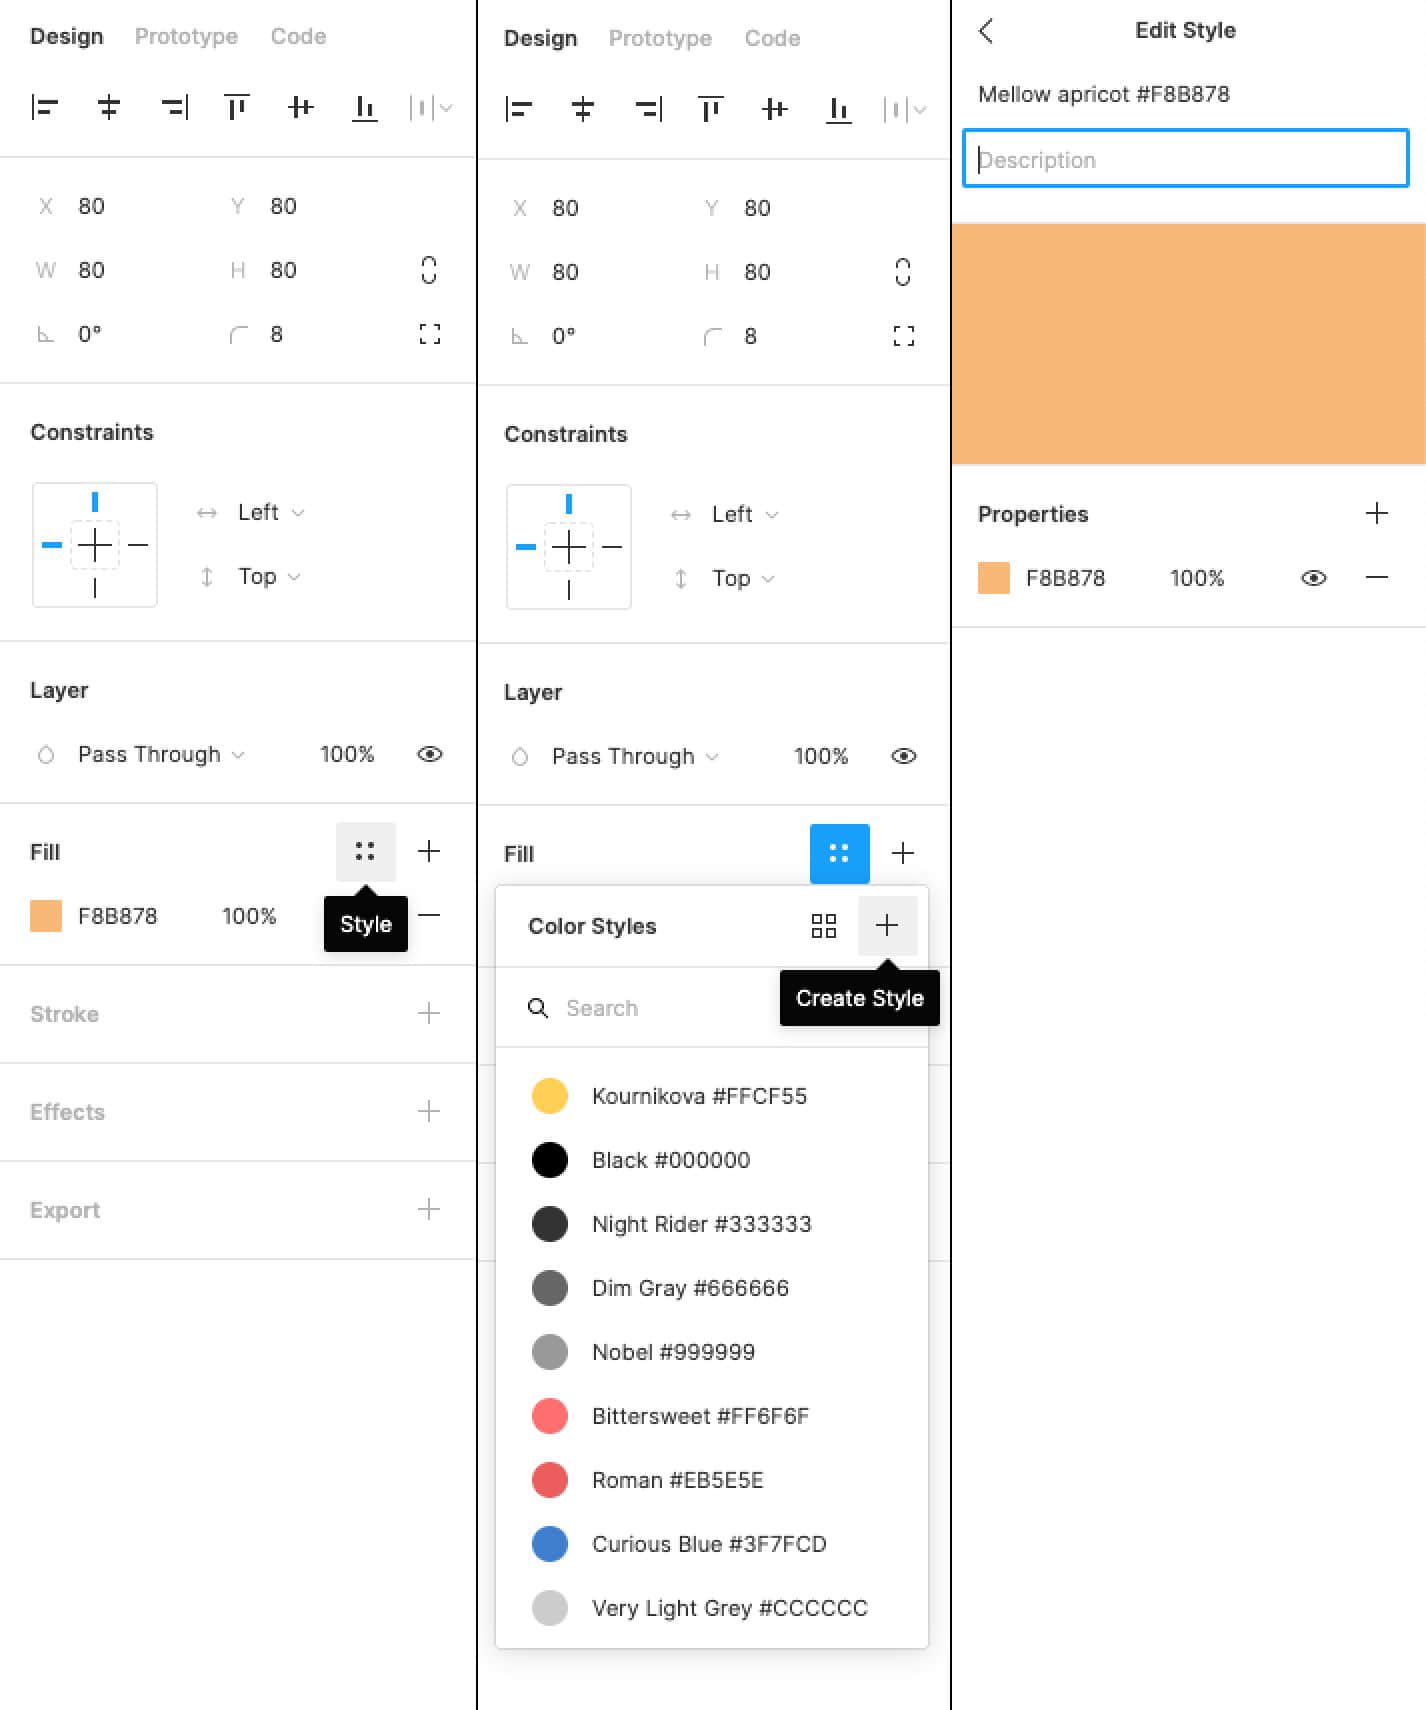 Design Prototype Code
X 80 Y 80
W 80 H 80
0° 8
Constraints
Left
Top
Layer
Pass Through 100%
Fill
F8B878 100%
Style
Stroke
Effects
Export
Design Prototype Code
X 80 Y 80
W 80 H 80
0° 8
Constraints
Left
Top
Layer
Pass Through 100%
Fill
Color Styles
Create Style
Search
Kournikova #FFCF55
Black #000000
Night Rider #333333
Dim Gray #666666
Nobel #999999
Bittersweet #FF6F6F
Roman #EB5E5E
Curious Blue #3F7FCD
Very Light Grey #CCCCCC
Edit Style
Mellow apricot #F8B878
Description
Properties
F8B878 100%